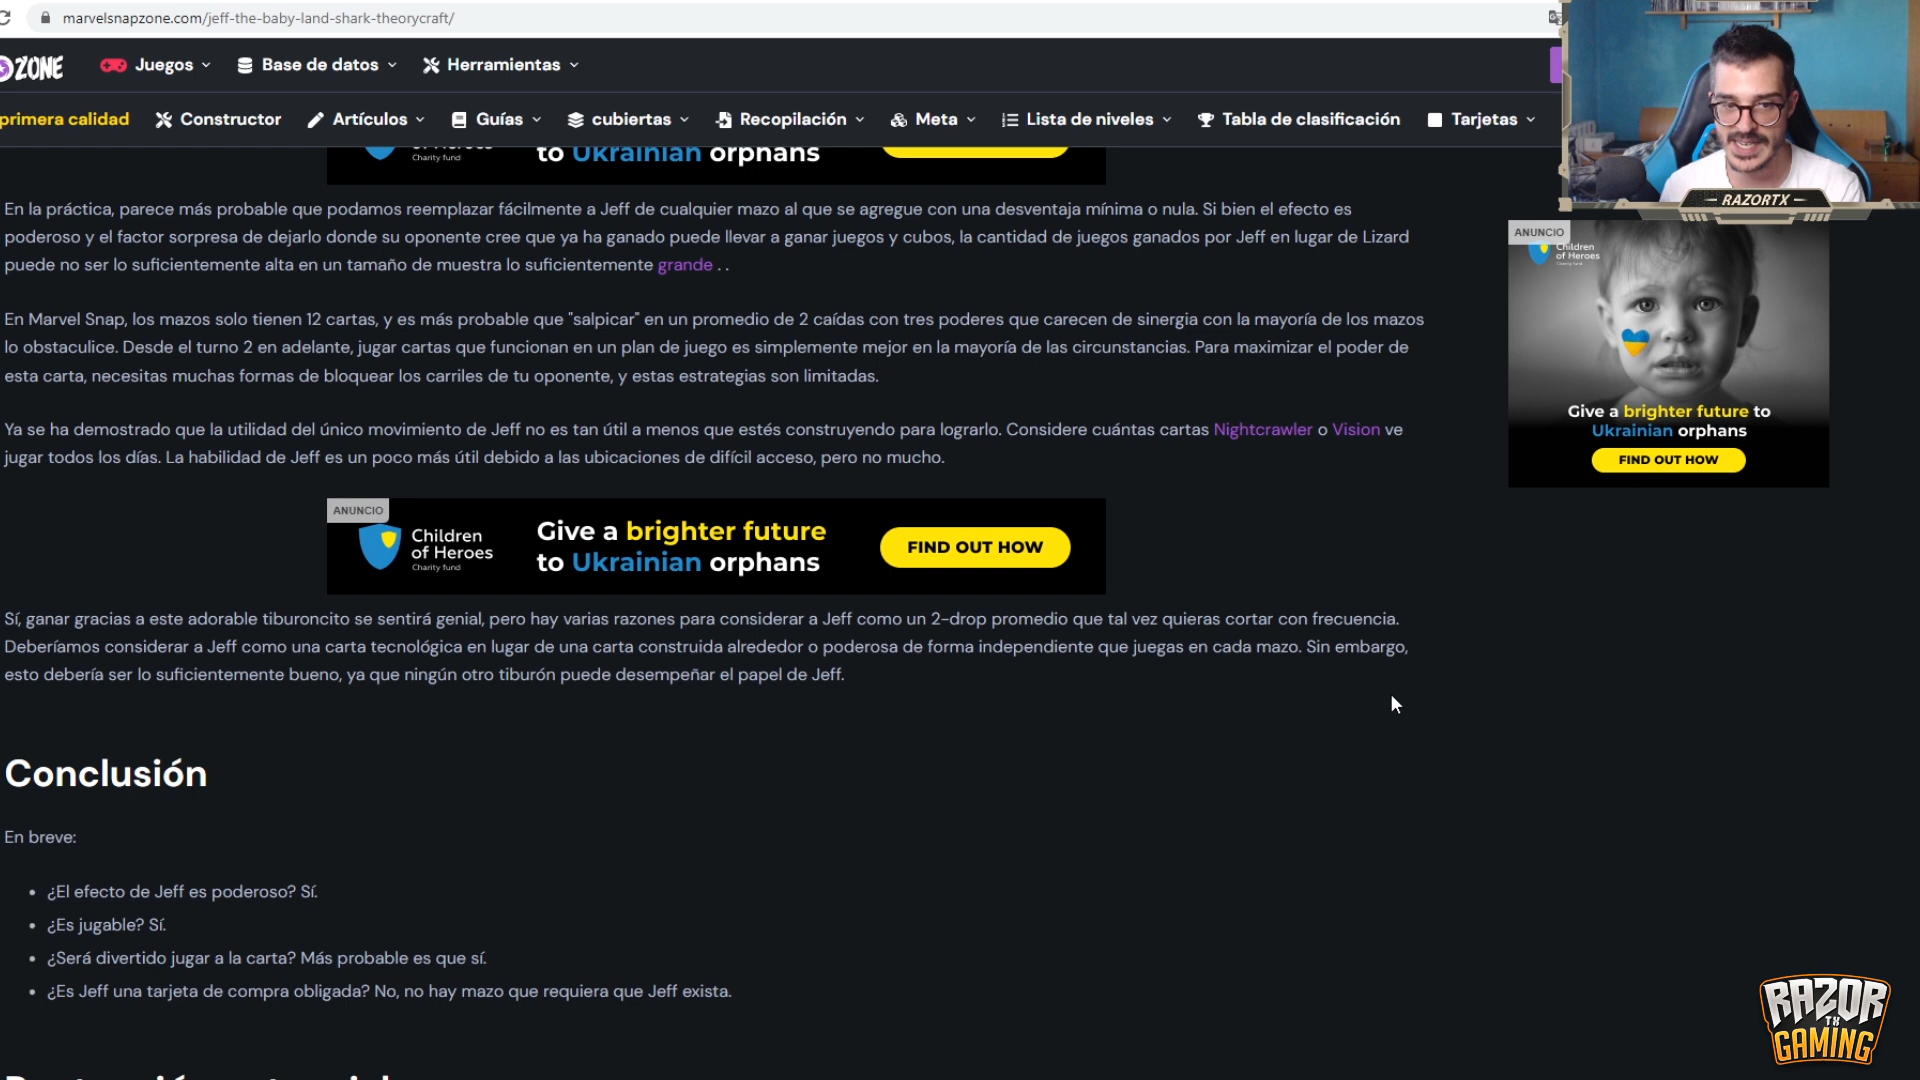 marvelsnapzone.com/jeff-the-baby-land-shark-theorycraft/
ZONE
Juegos
Base de datos
Herramientas
primera calidad
Constructor
Artículos
Guías
cubiertas
Recopilación
Meta
Lista de niveles
Tabla de clasificación
Tarjetas
RAZORTX
Charity fund
to Ukrainian orphans
En la práctica, parece más probable que podamos reemplazar fácilmente a Jeff de cualquier mazo al que se agregue con una desventaja mínima o nula. Si bien el efecto es
poderoso y el factor sorpresa de dejarlo donde su oponente cree que ya ha ganado puede llevar a ganar juegos y cubos, la cantidad de juegos ganados por Jeff en lugar de Lizard
puede no ser lo suficientemente alta en un tamaño de muestra lo suficientemente grande . .
En Marvel Snap, los mazos solo tienen 12 cartas, y es más probable que "salpicar" en un promedio de 2 caídas con tres poderes que carecen de sinergia con la mayoría de los mazos
lo obstaculice. Desde el turno 2 en adelante, jugar cartas que funcionan en un plan de juego es simplemente mejor en la mayoría de las circunstancias. Para maximizar el poder de
esta carta, necesitas muchas formas de bloquear los carriles de tu oponente, y estas estrategias son limitadas.
Ya se ha demostrado que la utilidad del único movimiento de Jeff no es tan útil a menos que estés construyendo para lograrlo. Considere cuántas cartas Nightcrawler o Vision ve
jugar todos los días. La habilidad de Jeff es un poco más útil debido a las ubicaciones de difícil acceso, pero no mucho.
ANUNCIO
Children
of Heroes
Charity fund
Give a brighter future
to Ukrainian orphans
FIND OUT HOW
Sí, ganar gracias a este adorable tiburoncito se sentirá genial, pero hay varias razones para considerar a Jeff como un 2-drop promedio que tal vez quieras cortar con frecuencia.
Deberíamos considerar a Jeff como una carta tecnológica en lugar de una carta construida alrededor o poderosa de forma independiente que juegas en cada mazo. Sin embargo,
esto debería ser lo suficientemente bueno, ya que ningún otro tiburón puede desempeñar el papel de Jeff.
Conclusión
En breve:
• ¿El efecto de Jeff es poderoso? Sí.
• ¿Es jugable? Sí.
• ¿Será divertido jugar a la carta? Más probable es que sí.
• ¿Es Jeff una tarjeta de compra obligada? No, no hay mazo que requiera que Jeff exista.
ANUNCIO
Children
of Heroes
Charity fund
Give a brighter future to
Ukrainian orphans
FIND OUT HOW
RAZOR
TX
GAMING